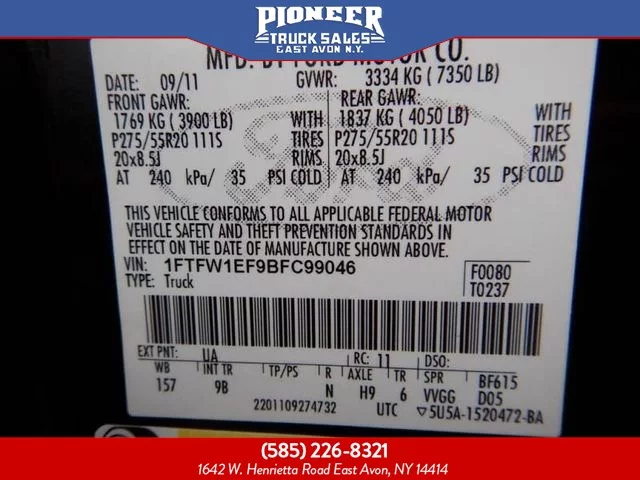 PIONEER
TRUCK SALES
EAST AVON N.Y.
MFD. BY FORD MOTOR CO.
DATE: 09/11 GVWR: 3334 KG ( 7350 LB)
FRONT GAWR: REAR GAWR:
1769 KG ( 3900 LB) WITH 1837 KG ( 4050 LB) WITH
P275/55R20 111S TIRES P275/55R20 111S TIRES
20x8.5J RIMS 20x8.5J RIMS
AT 240 kPa/ 35 PSI COLD AT 240 kPa/ 35 PSI COLD
Ford
THIS VEHICLE CONFORMS TO ALL APPLICABLE FEDERAL MOTOR
VEHICLE SAFETY AND THEFT PREVENTION STANDARDS IN
EFFECT ON THE DATE OF MANUFACTURE SHOWN ABOVE.
VIN: 1FTFW1EF9BFC99046 F0080
TYPE: Truck T0237
EXT PNT: UA RC: 11 DSO:
WB INT TR TP/PS R AXLE TR SPR BF615
157 9B N H9 6 VVGG D05
2201109274732 UTC ▽5U5A-1520472-BA
(585) 226-8321
1642 W. Henrietta Road East Avon, NY 14414